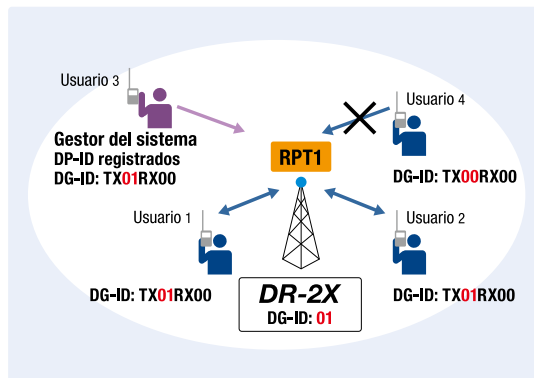 Usuario 3
Gestor del sistema
DP-ID registrados
DG-ID: TX01RX00
Usuario 4
DG-ID: TX00RX00
RPT1
Usuario 1
DG-ID: TX01RX00
Usuario 2
DG-ID: TX01RX00
DR-2X
DG-ID: 01